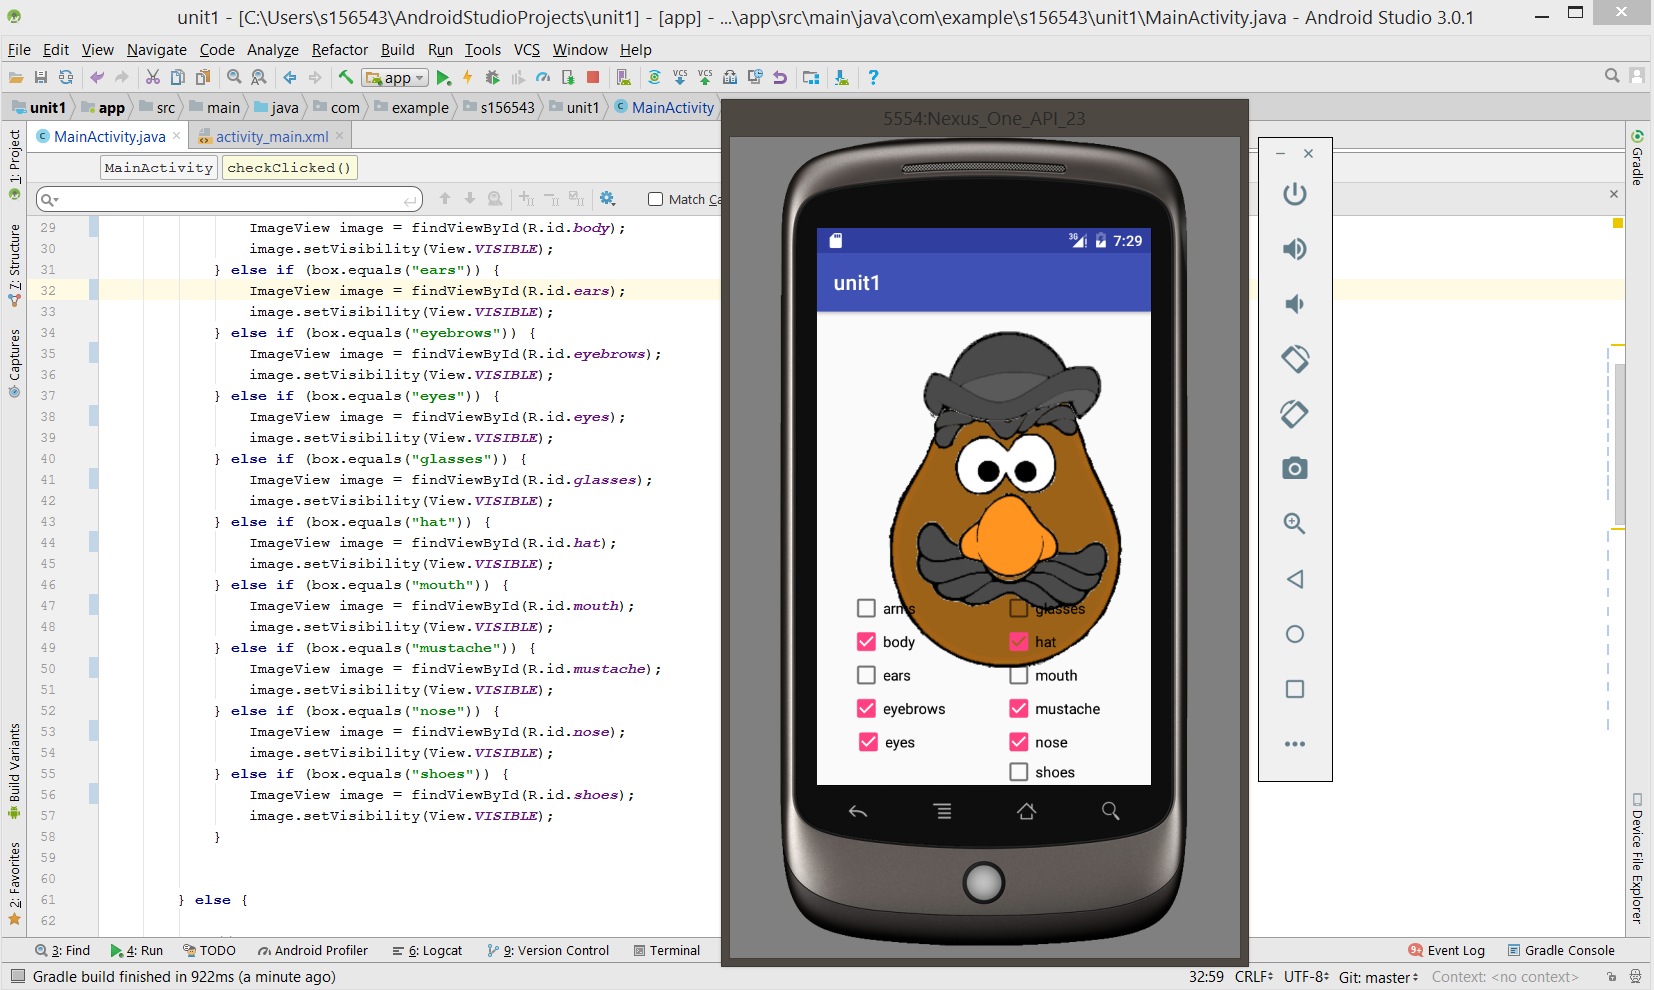 unit1 - [C:\Users\s156543\AndroidStudioProjects\unit1] - [app] - ...\app\src\main\java\com\example\s156543\unit1\MainActivity.java - Android Studio 3.0.1
File Edit View Navigate Code Analyze Refactor Build Run Tools VCS Window Help
app VCS VCS ?
unit1 app src main java com example s156543 unit1 MainActivity
MainActivity.java activity_main.xml
MainActivity checkClicked()
Match Ca
29 ImageView image = findViewById(R.id.body);
30 image.setVisibility(View.VISIBLE);
31 } else if (box.equals("ears")) {
32 ImageView image = findViewById(R.id.ears);
33 image.setVisibility(View.VISIBLE);
34 } else if (box.equals("eyebrows")) {
35 ImageView image = findViewById(R.id.eyebrows);
36 image.setVisibility(View.VISIBLE);
37 } else if (box.equals("eyes")) {
38 ImageView image = findViewById(R.id.eyes);
39 image.setVisibility(View.VISIBLE);
40 } else if (box.equals("glasses")) {
41 ImageView image = findViewById(R.id.glasses);
42 image.setVisibility(View.VISIBLE);
43 } else if (box.equals("hat")) {
44 ImageView image = findViewById(R.id.hat);
45 image.setVisibility(View.VISIBLE);
46 } else if (box.equals("mouth")) {
47 ImageView image = findViewById(R.id.mouth);
48 image.setVisibility(View.VISIBLE);
49 } else if (box.equals("mustache")) {
50 ImageView image = findViewById(R.id.mustache);
51 image.setVisibility(View.VISIBLE);
52 } else if (box.equals("nose")) {
53 ImageView image = findViewById(R.id.nose);
54 image.setVisibility(View.VISIBLE);
55 } else if (box.equals("shoes")) {
56 ImageView image = findViewById(R.id.shoes);
57 image.setVisibility(View.VISIBLE);
58 }
59
60
61 } else {
62
5554:Nexus_One_API_23
3G 7:29
unit1
arms glasses
body hat
ears mouth
eyebrows mustache
eyes nose
shoes
1: Project
7: Structure
Captures
Build Variants
2: Favorites
Gradle
Device File Explorer
3: Find 4: Run TODO Android Profiler 6: Logcat 9: Version Control Terminal 9+ Event Log Gradle Console
Gradle build finished in 922ms (a minute ago) 32:59 CRLF UTF-8 Git: master Context: <no context>